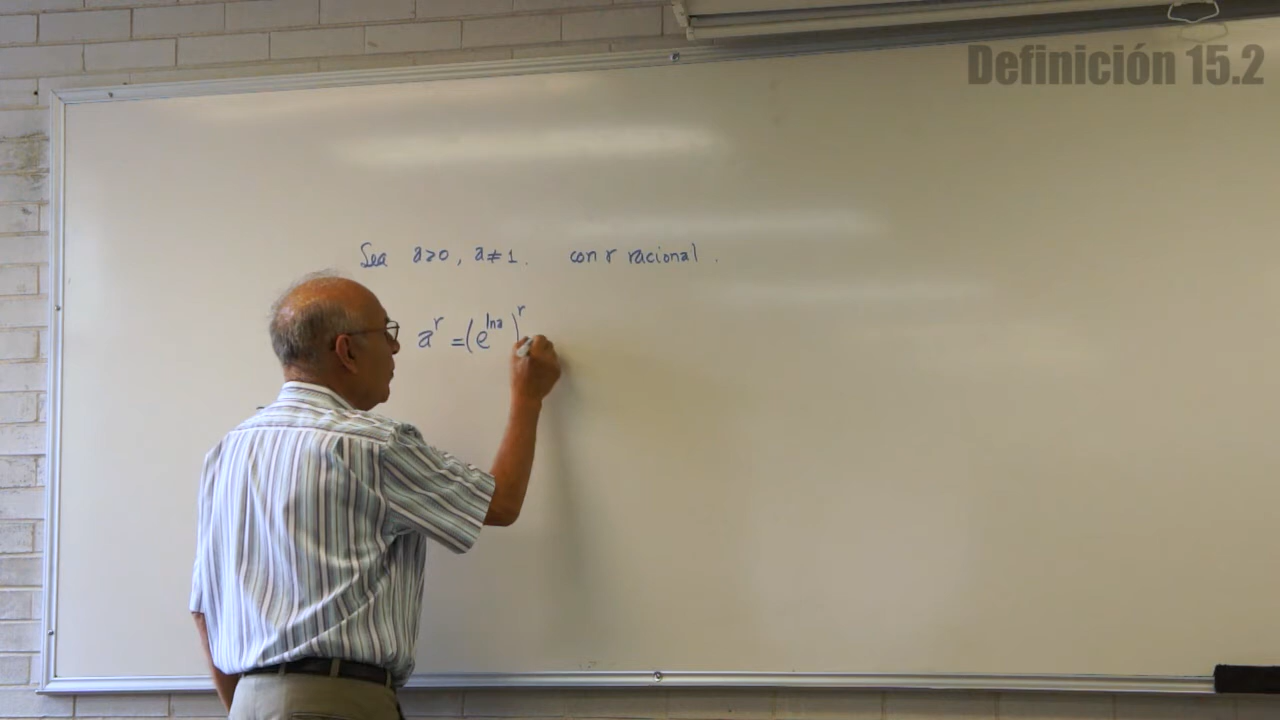 Definición 15.2
Sea a>0, a≠1. con r racional.
a^r = (e^{ln a})^r